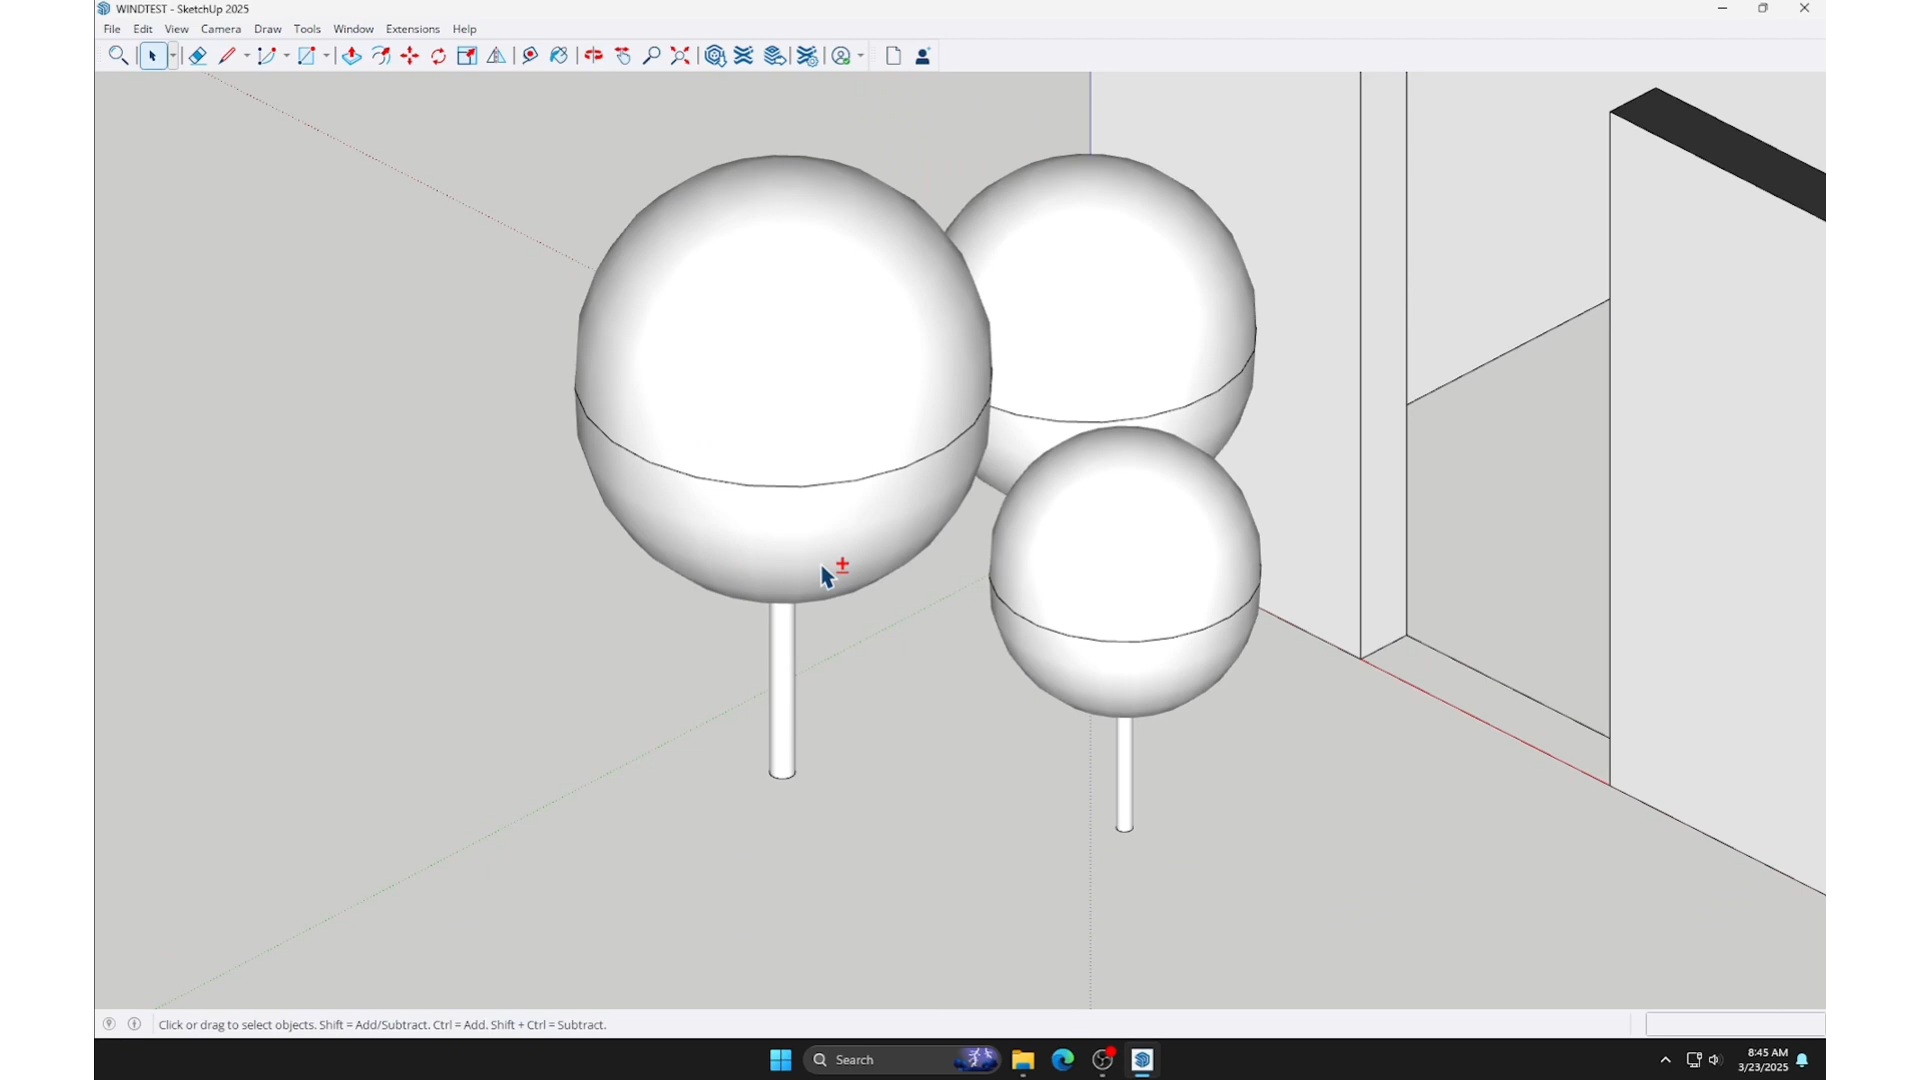 WINDTEST - SketchUp 2025
File Edit View Camera Draw Tools Window Extensions Help
Click or drag to select objects. Shift = Add/Subtract. Ctrl = Add. Shift + Ctrl = Subtract.
Search
8:45 AM
3/23/2025